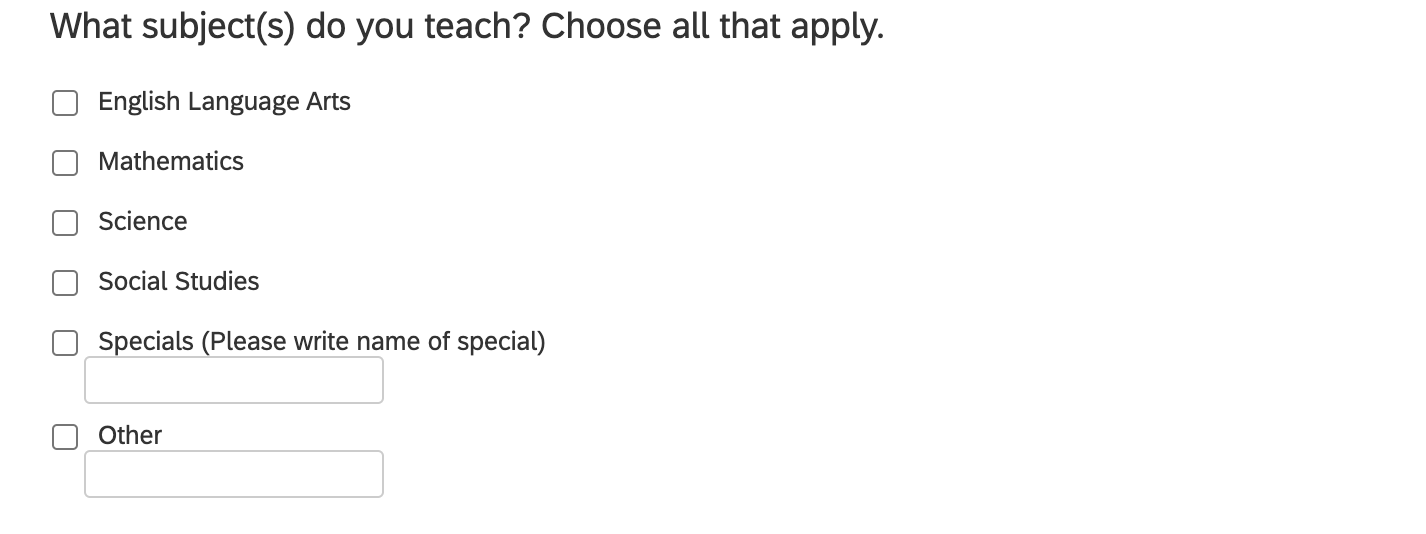 What subject(s) do you teach? Choose all that apply.
English Language Arts
Mathematics
Science
Social Studies
Specials (Please write name of special)
Other